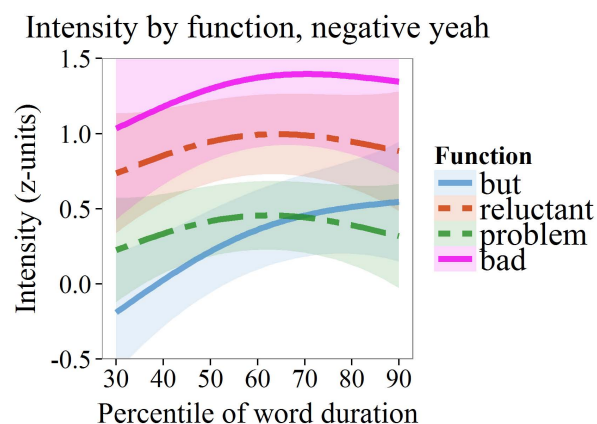 Intensity by function, negative yeah
Intensity (z-units)
1.5
1.0
0.5
0.0
-0.5
30 40 50 60 70 80 90
Percentile of word duration
Function
but
reluctant
problem
bad